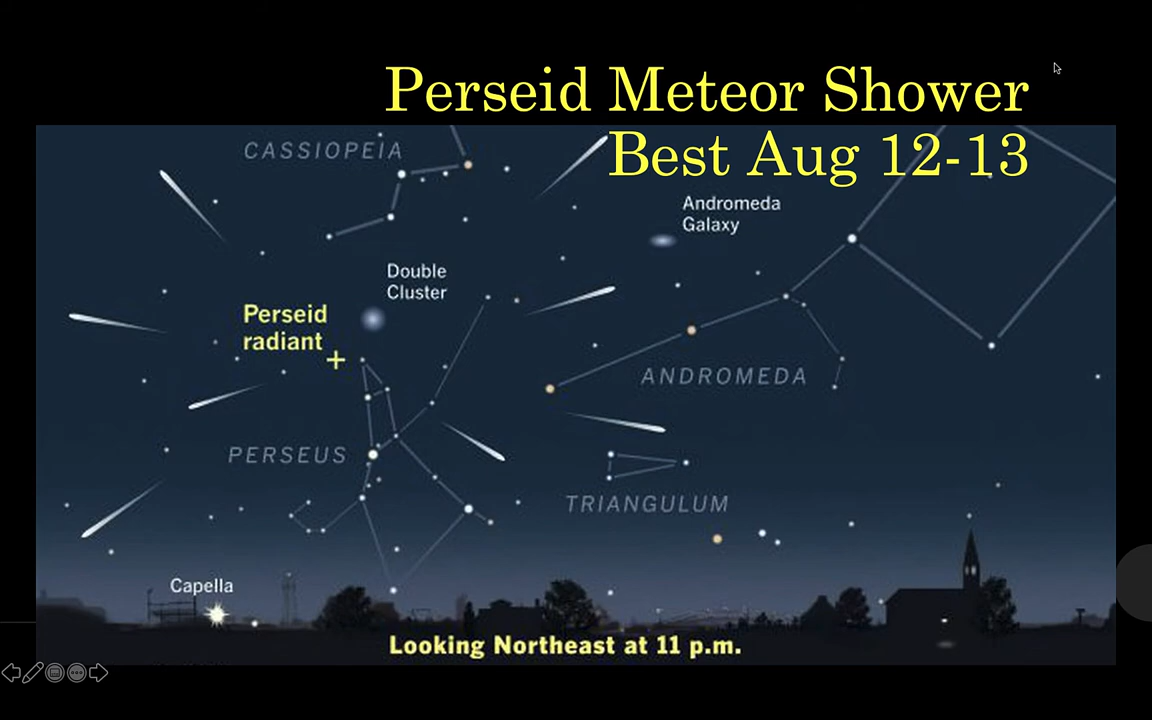 Perseid Meteor Shower
Best Aug 12-13
CASSIOPEIA
Andromeda
Galaxy
Double
Cluster
Perseid
radiant
ANDROMEDA
PERSEUS
TRIANGULUM
Capella
Looking Northeast at 11 p.m.